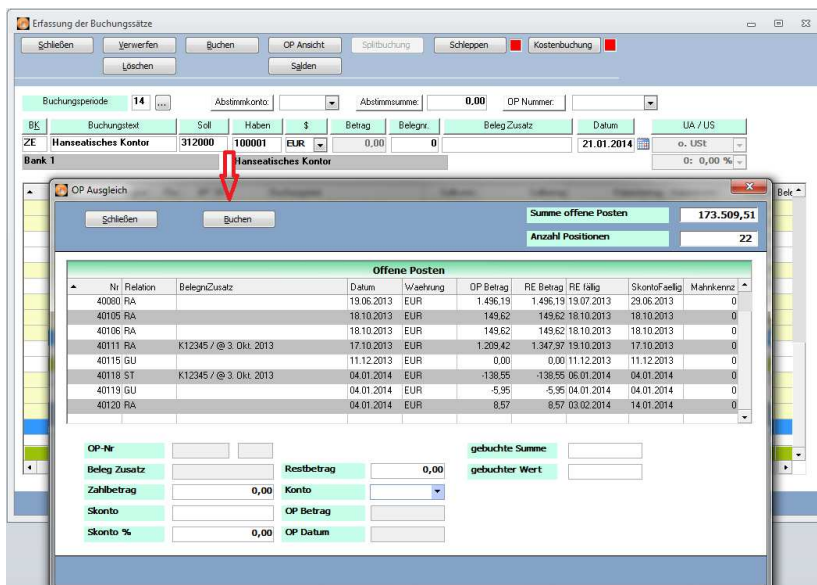 Erfassung der Buchungssätze
Schließen Verwerfen Buchen OP Ansicht Splitbuchung Schleppen Kostenbuchung
Löschen Salden
Buchungsperiode 14 ... Abstimmkonto: Abstimmsumme: 0,00 OP Nummer:
BK Buchungstext Soll Haben $ Betrag Belegnr. Beleg Zusatz Datum UA / US
ZE Hanseatisches Kontor 312000 100001 EUR 0,00 0 21.01.2014 o. USt
Bank 1 Hanseatisches Kontor 0: 0,00 %
Bele
OP Ausgleich
Schließen Buchen Summe offene Posten 173.509,51
Anzahl Positionen 22
Offene Posten
Nr Relation BelegnrZusatz Datum Waehrung OP Betrag RE Betrag RE fällig SkontoFaellig Mahnkennz
40080 RA 19.06.2013 EUR 1.496,19 1.496,19 19.07.2013 29.06.2013 0
40105 RA 18.10.2013 EUR 149,62 149,62 18.10.2013 18.10.2013 0
40106 RA 18.10.2013 EUR 149,62 149,62 18.10.2013 18.10.2013 0
40111 RA K12345 / @ 3. Okt. 2013 17.10.2013 EUR 1.209,42 1.347,97 19.10.2013 17.10.2013 0
40115 GU 11.12.2013 EUR 0,00 0,00 11.12.2013 11.12.2013 0
40118 ST K12345 / @ 3. Okt. 2013 04.01.2014 EUR -138,55 -138,55 06.01.2014 04.01.2014 0
40119 GU 04.01.2014 EUR -5,95 -5,95 04.01.2014 04.01.2014 0
40120 RA 04.01.2014 EUR 8,57 8,57 03.02.2014 14.01.2014 0
OP-Nr gebuchte Summe
Beleg Zusatz Restbetrag 0,00 gebuchter Wert
Zahlbetrag 0,00 Konto
Skonto OP Betrag
Skonto % 0,00 OP Datum